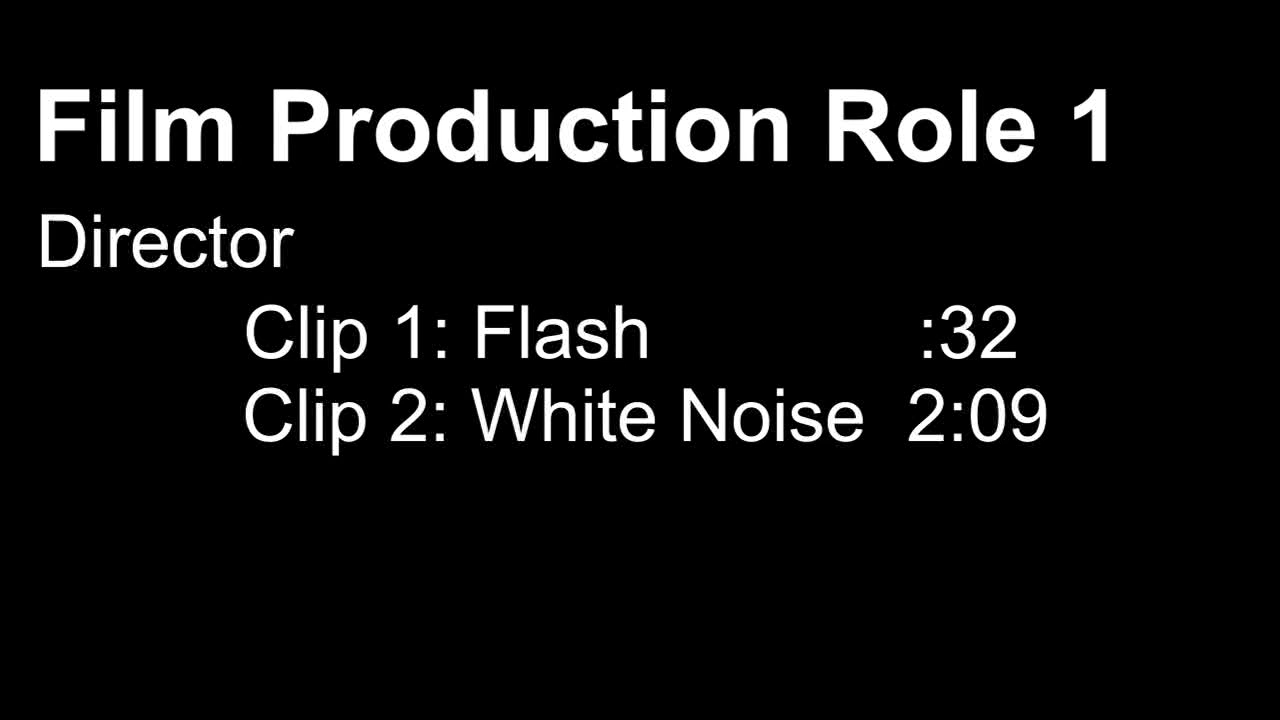 Film Production Role 1
Director
Clip 1: Flash :32
Clip 2: White Noise 2:09